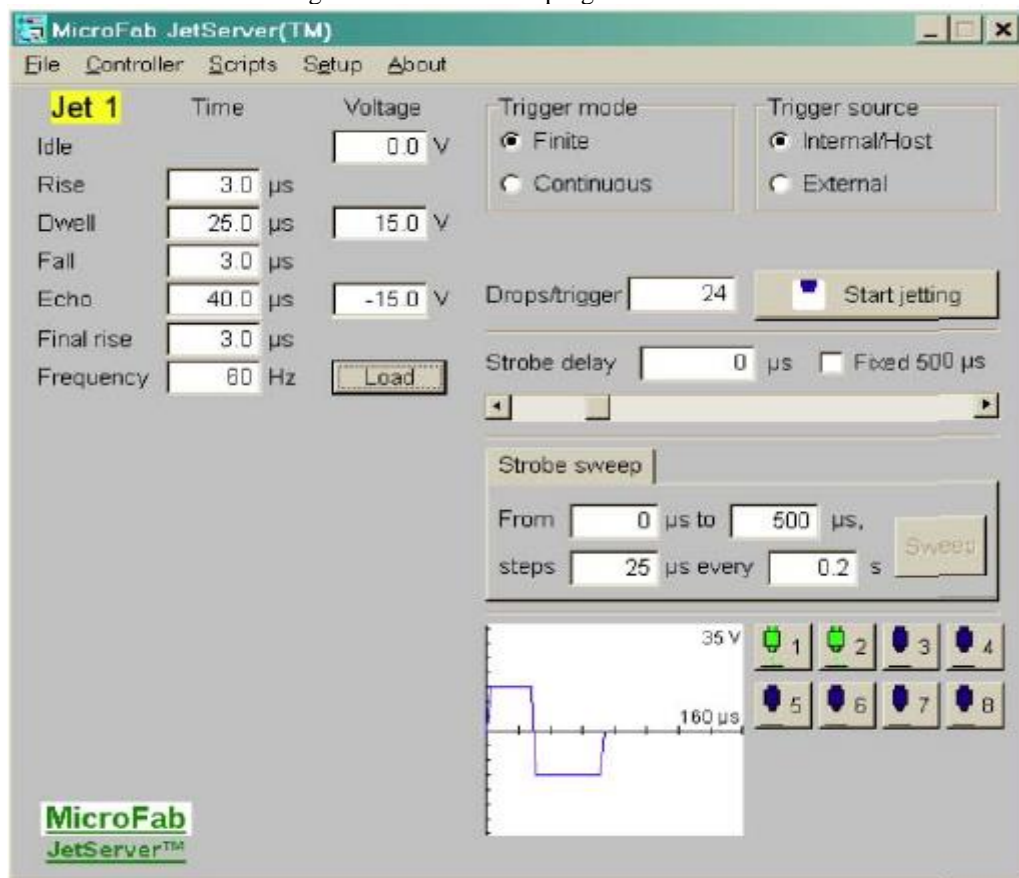 MicroFab JetServer(TM)
File Controller Scripts Setup About
Jet 1 Time Voltage
Idle 0.0 V
Rise 3.0 µs
Dwell 25.0 µs 15.0 V
Fall 3.0 µs
Echo 40.0 µs -15.0 V
Final rise 3.0 µs
Frequency 60 Hz Load
Trigger mode
Finite
Continuous
Trigger source
Internal/Host
External
Drops/trigger 24 Start jetting
Strobe delay 0 µs Fixed 500 µs
Strobe sweep
From 0 µs to 500 µs,
steps 25 µs every 0.2 s Sweep
35 V
160 µs
1 2 3 4
5 6 7 8
MicroFab
JetServer™